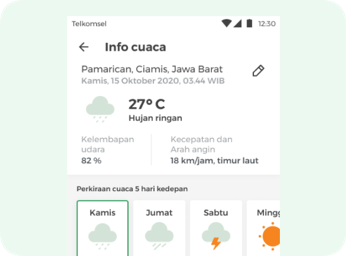 Telkomsel 12:30
Info cuaca
Pamarican, Ciamis, Jawa Barat
Kamis, 15 Oktober 2020, 03.44 WIB
27° C
Hujan ringan
Kelembapan udara
82 %
Kecepatan dan Arah angin
18 km/jam, timur laut
Perkiraan cuaca 5 hari kedepan
Kamis Jumat Sabtu Mingg